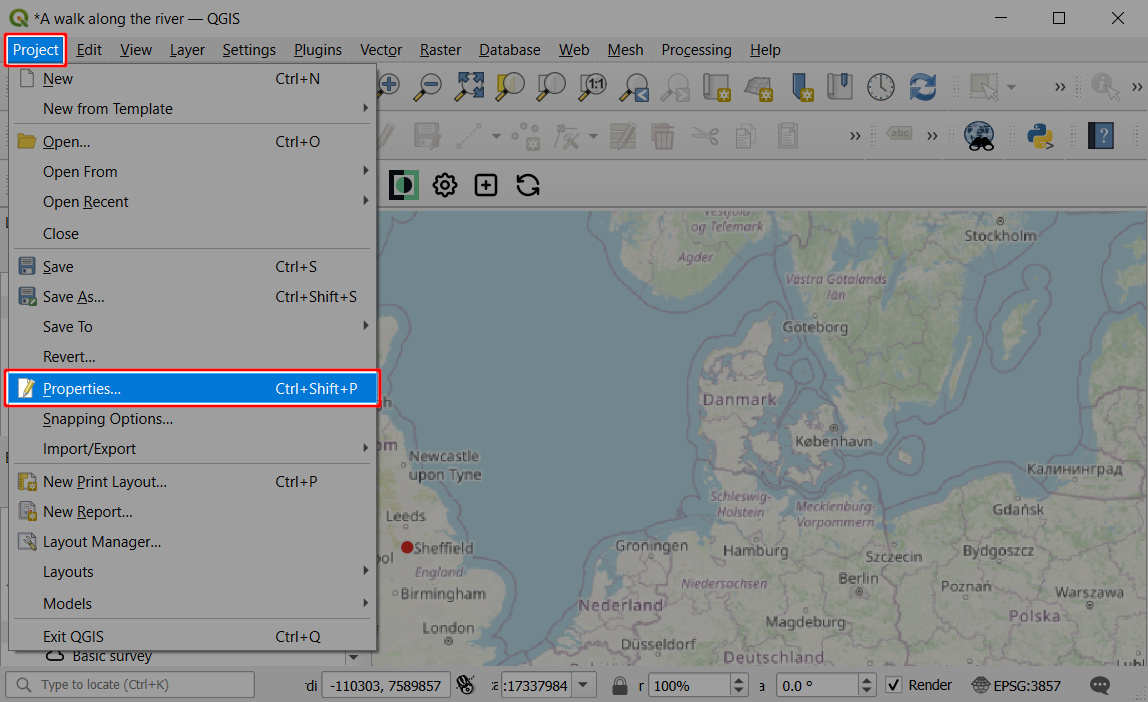 *A walk along the river — QGIS
Project Edit View Layer Settings Plugins Vector Raster Database Web Mesh Processing Help
New Ctrl+N
New from Template
Open... Ctrl+O
Open From
Open Recent
Close
Save Ctrl+S
Save As... Ctrl+Shift+S
Save To
Revert...
Properties... Ctrl+Shift+P
Snapping Options...
Import/Export
New Print Layout... Ctrl+P
New Report...
Layout Manager...
Layouts
Models
Exit QGIS Ctrl+Q
Basic survey
1:1
abc
?
og Telemark
Agder
Stockholm
Västra Götalands
län
Göteborg
Danmark
København
Newcastle
upon Tyne
Калининград
Schleswig-
Holstein
Mecklenburg-
Vorpommern
Gdańsk
Leeds
Sheffield
England
Birmingham
London
Groningen
Hamburg
Szczecin
Bydgoszcz
Niedersachsen
Berlin
Poznań
Warszawa
Nederland
Magdeburg
Polska
Düsseldorf
Deutschland
Type to locate (Ctrl+K) di -110303, 7589857 :17337984 r 100% a 0.0 ° Render EPSG:3857